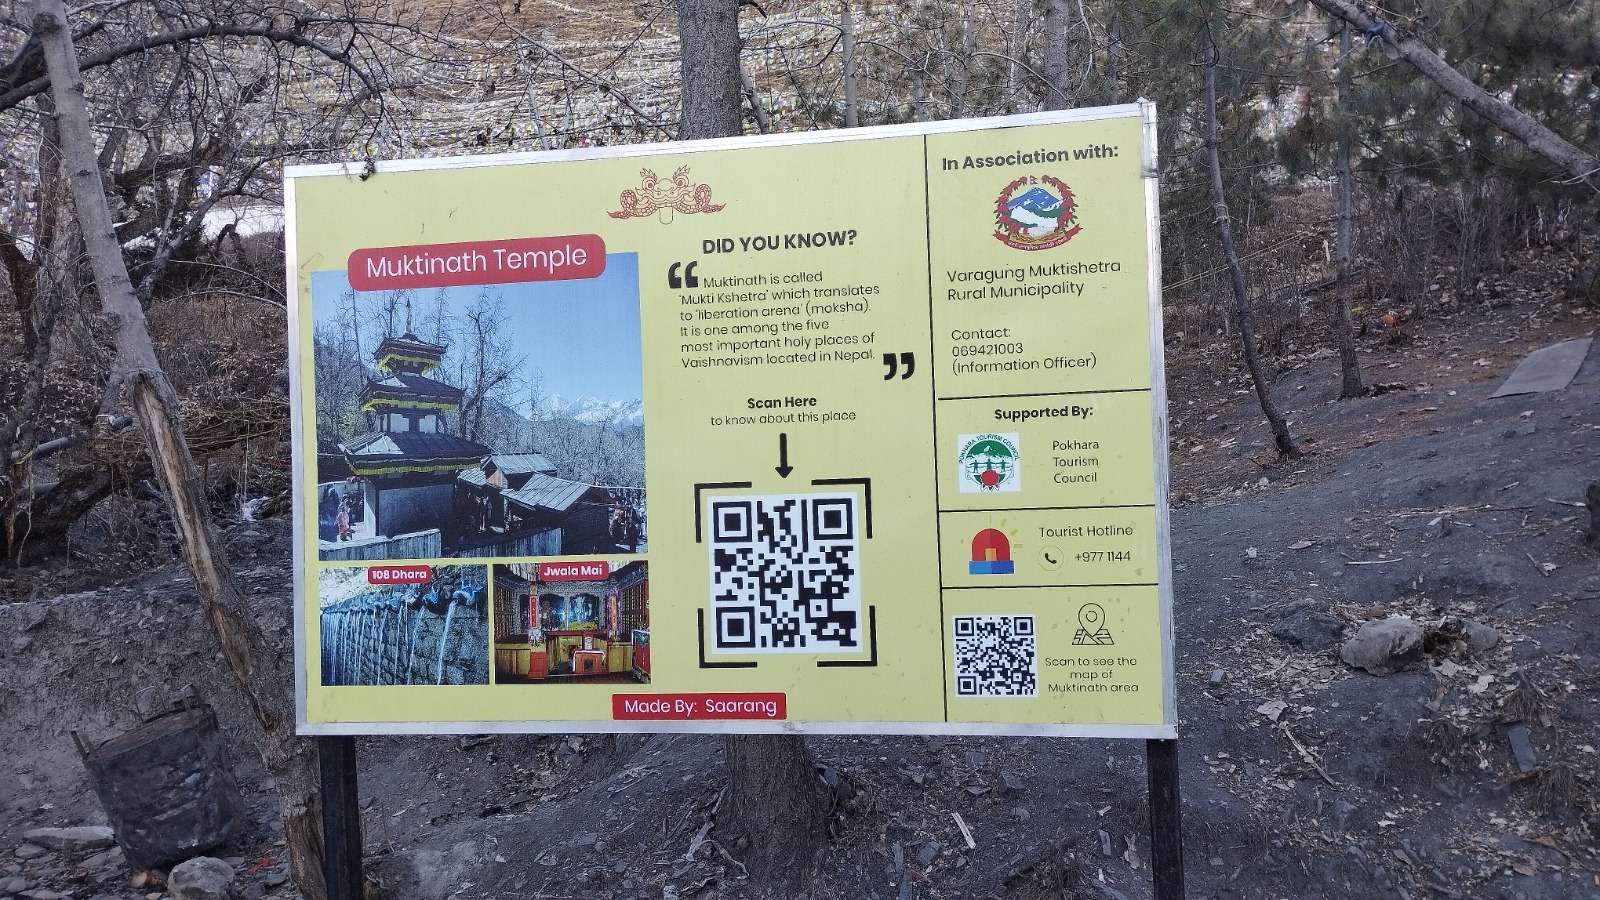 Muktinath Temple
108 Dhara
Jwala Mai
DID YOU KNOW?
“ Muktinath is called
'Mukti Kshetra' which translates
to 'liberation arena' (moksha).
It is one among the five
most important holy places of
Vaishnavism located in Nepal. ”
Scan Here
to know about this place
Made By: Saarang
In Association with:
Varagung Muktishetra
Rural Municipality
Contact:
069421003
(Information Officer)
Supported By:
POKHARA TOURISM COUNCIL
Pokhara
Tourism
Council
Tourist Hotline
+977 1144
Scan to see the
map of
Muktinath area